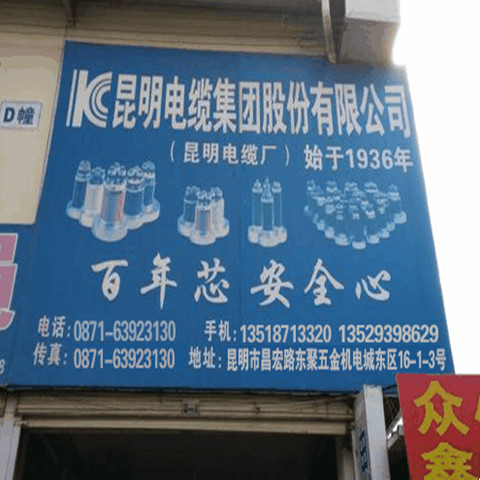 D幢
昆明电缆集团股份有限公司
（昆明电缆厂）始于1936年
百年芯 安全心
电话：0871-63923130 手机：13518713320 13529398629
传真：0871-63923130 地址：昆明市昌宏路东聚五金机电城东区16-1-3号
众
鑫